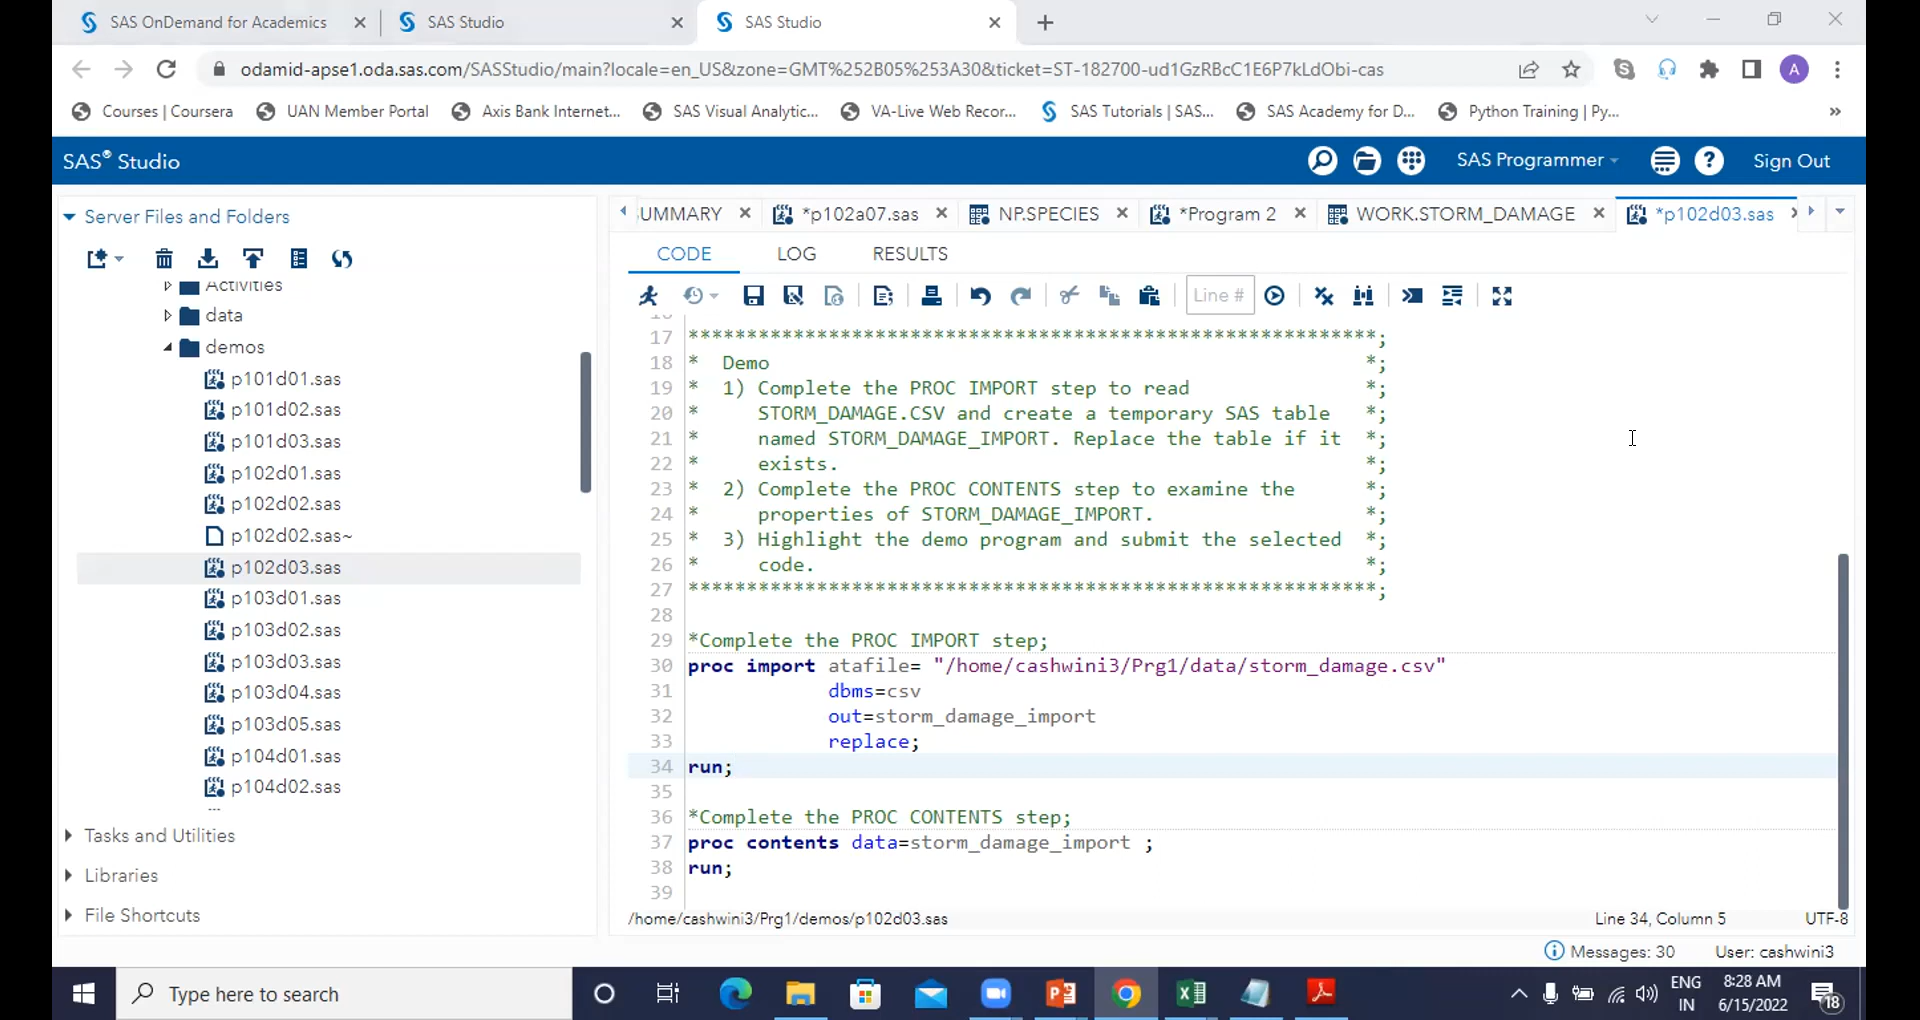 SAS OnDemand for Academics
SAS Studio
SAS Studio
odamid-apse1.oda.sas.com/SASStudio/main?locale=en_US&zone=GMT%252B05%253A30&ticket=ST-182700-ud1GzRBcC1E6P7kLdObi-cas
A
Courses | Coursera
UAN Member Portal
Axis Bank Internet...
SAS Visual Analytic...
VA-Live Web Recor...
SAS Tutorials | SAS...
SAS Academy for D...
Python Training | Py...
»
SAS® Studio
SAS Programmer
Sign Out
Server Files and Folders
Activities
data
demos
p101d01.sas
p101d02.sas
p101d03.sas
p102d01.sas
p102d02.sas
p102d02.sas~
p102d03.sas
p103d01.sas
p103d02.sas
p103d03.sas
p103d04.sas
p103d05.sas
p104d01.sas
p104d02.sas
Tasks and Utilities
Libraries
File Shortcuts
UMMARY
*p102a07.sas
NP.SPECIES
*Program 2
WORK.STORM_DAMAGE
*p102d03.sas
CODE LOG RESULTS
Line #
17 ***********************************************************;
18 * Demo *;
19 * 1) Complete the PROC IMPORT step to read *;
20 * STORM_DAMAGE.CSV and create a temporary SAS table *;
21 * named STORM_DAMAGE_IMPORT. Replace the table if it *;
22 * exists. *;
23 * 2) Complete the PROC CONTENTS step to examine the *;
24 * properties of STORM_DAMAGE_IMPORT. *;
25 * 3) Highlight the demo program and submit the selected *;
26 * code. *;
27 ***********************************************************;
28
29 *Complete the PROC IMPORT step;
30 proc import atafile= "/home/cashwini3/Prg1/data/storm_damage.csv"
31 dbms=csv
32 out=storm_damage_import
33 replace;
34 run;
35
36 *Complete the PROC CONTENTS step;
37 proc contents data=storm_damage_import ;
38 run;
39
/home/cashwini3/Prg1/demos/p102d03.sas
Line 34, Column 5
UTF-8
Messages: 30
User: cashwini3
Type here to search
ENG
IN
8:28 AM
6/15/2022
18